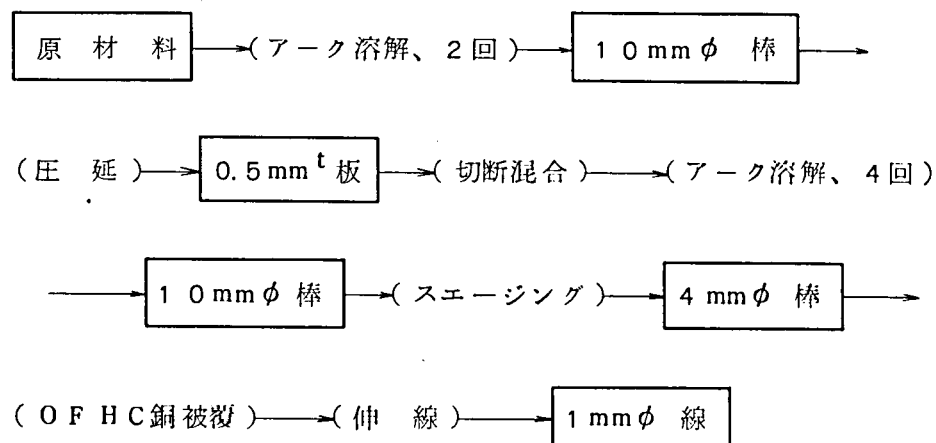 原材料 (アーク溶解、2回) 10mmφ 棒
(圧延) 0.5mm t 板 (切断混合) (アーク溶解、4回)
10mmφ 棒 (スエージング) 4mmφ 棒
(OFHC銅被覆) (伸線) 1mmφ 線